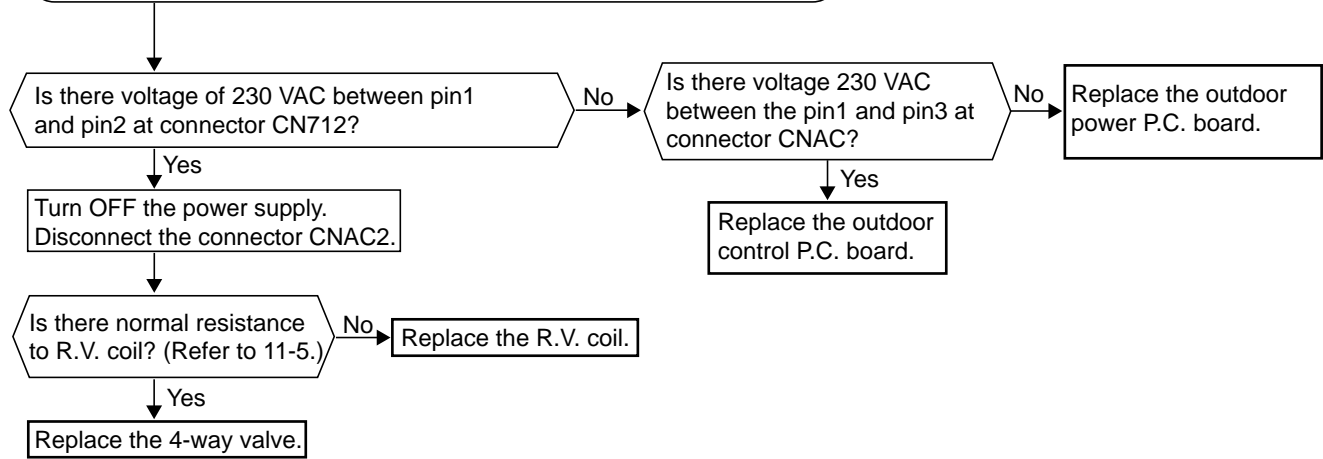 Is there voltage of 230 VAC between pin1
and pin2 at connector CN712?
No
Is there voltage 230 VAC
between the pin1 and pin3 at
connector CNAC?
No
Replace the outdoor
power P.C. board.
Yes
Turn OFF the power supply.
Disconnect the connector CNAC2.
Yes
Replace the outdoor
control P.C. board.
Is there normal resistance
to R.V. coil? (Refer to 11-5.)
No
Replace the R.V. coil.
Yes
Replace the 4-way valve.